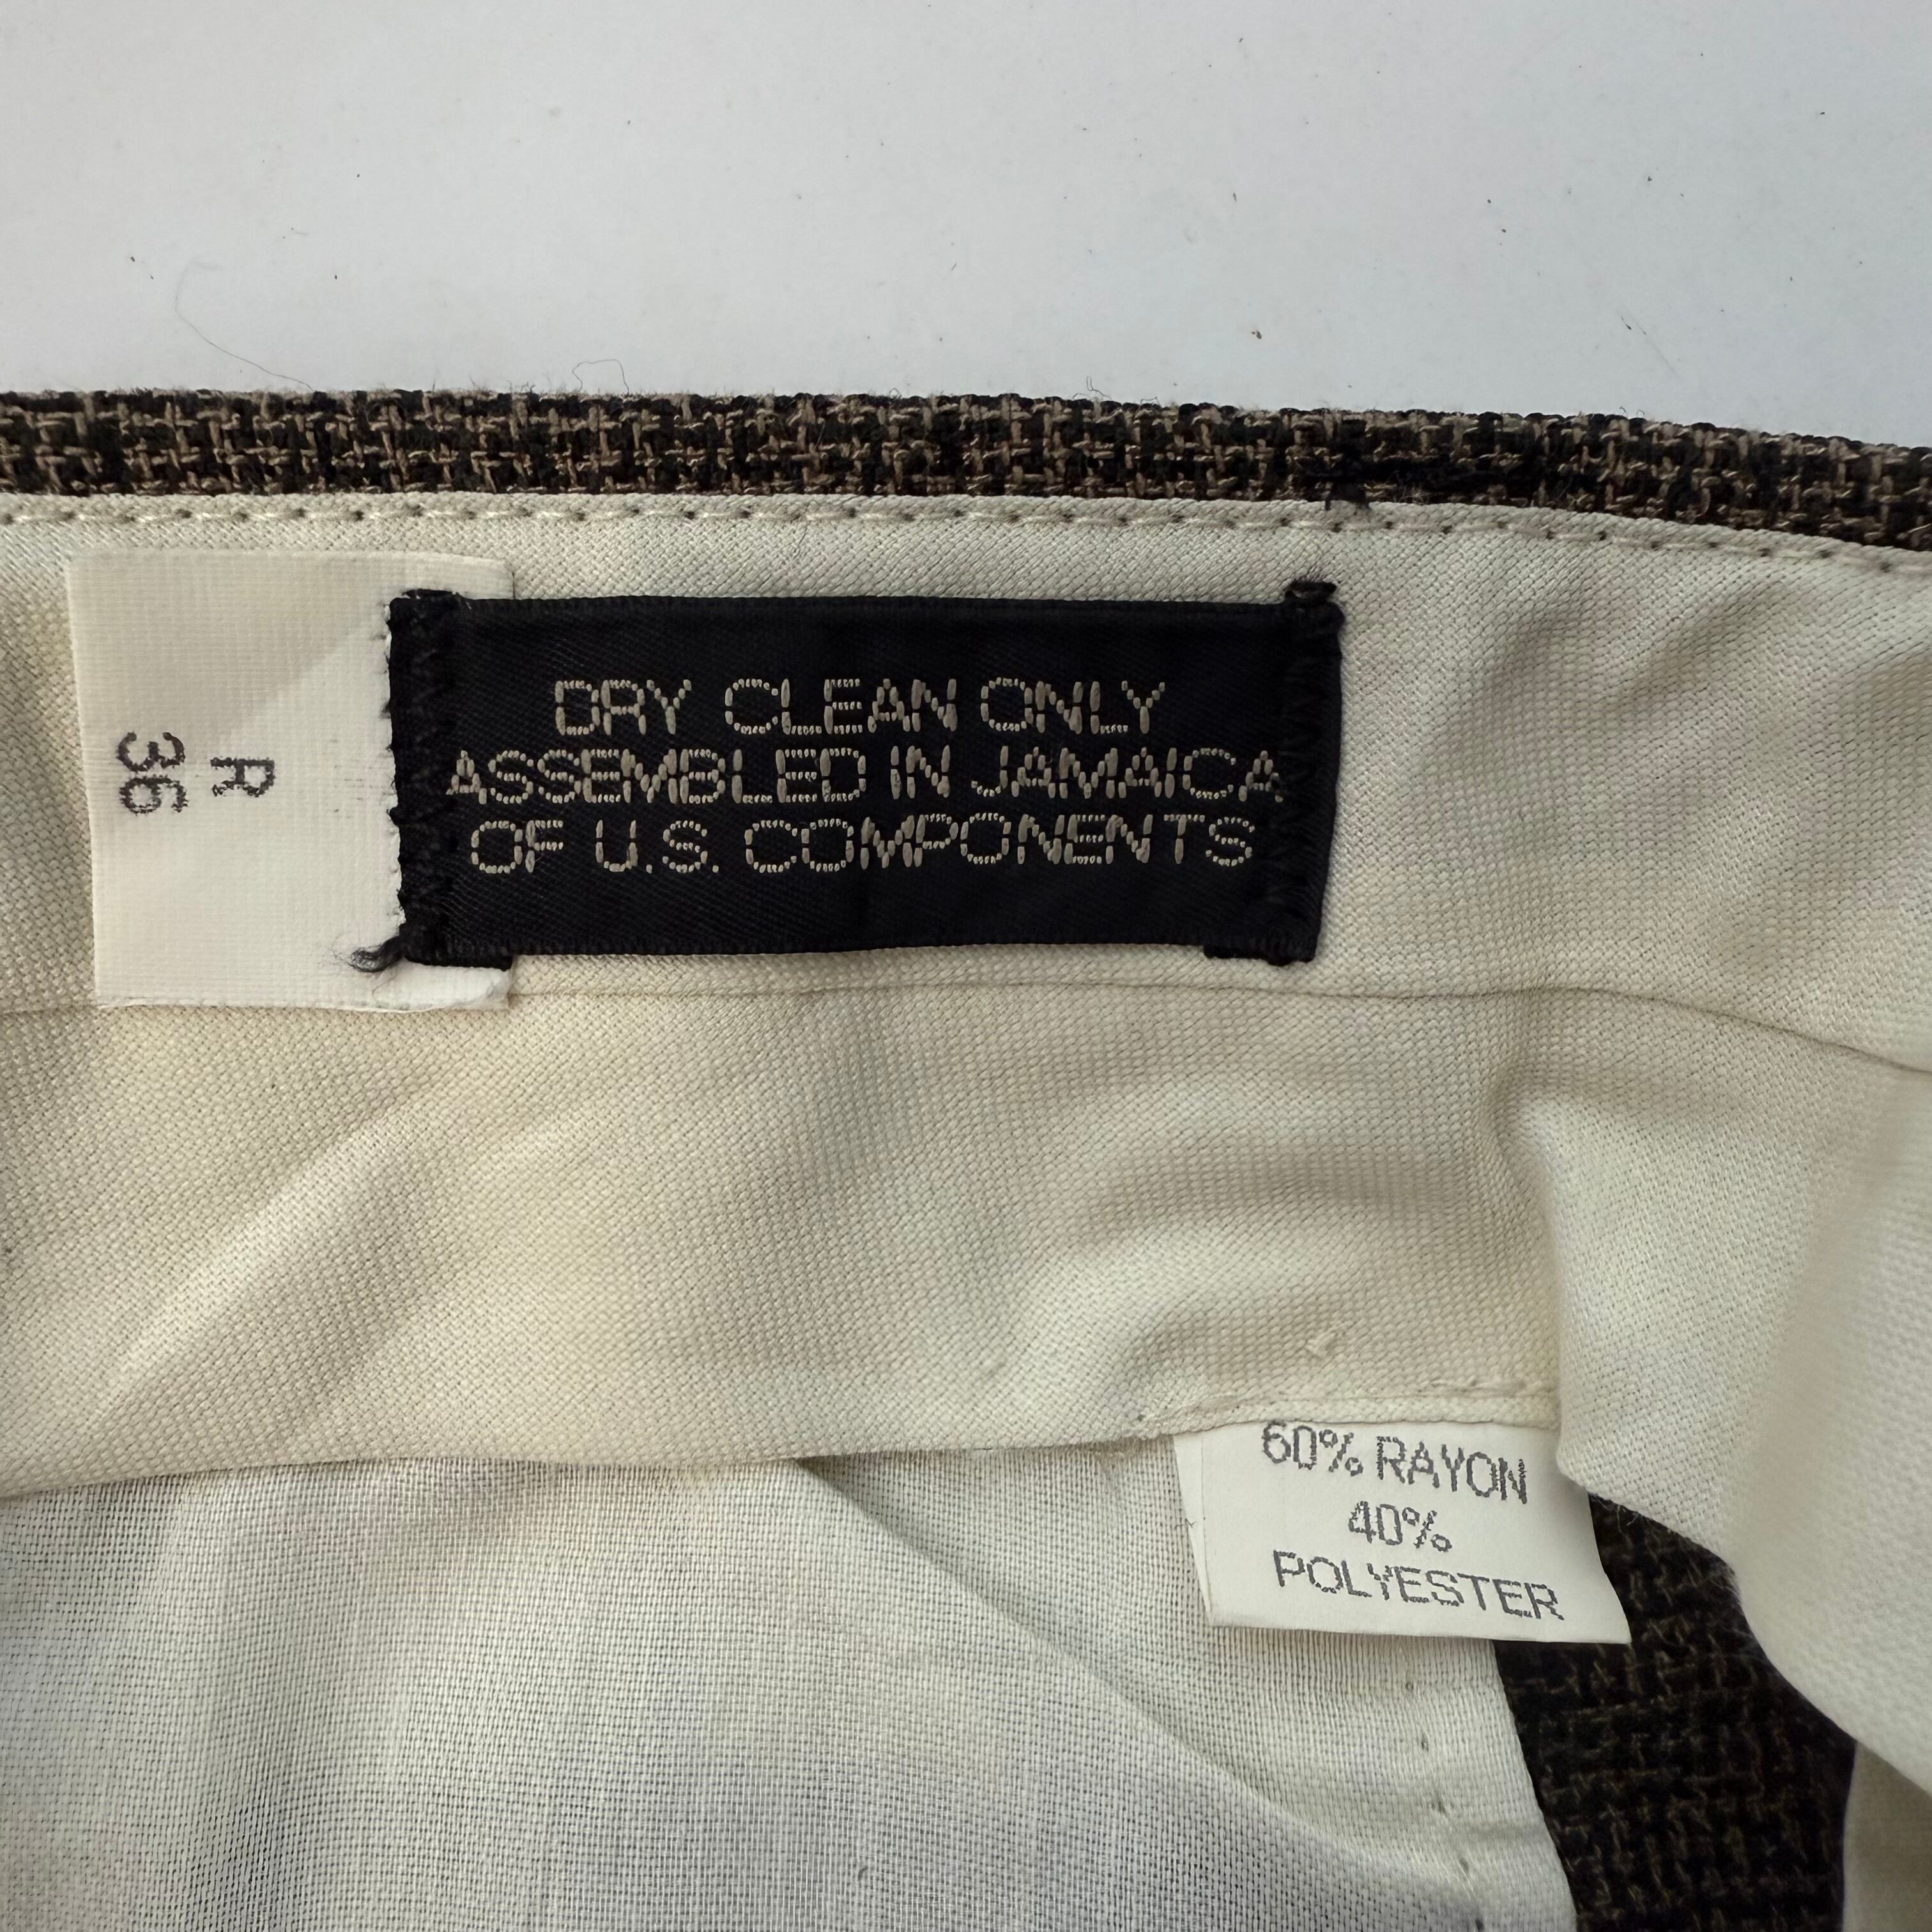 R
36
DRY CLEAN ONLY
ASSEMBLED IN JAMAICA
OF U.S. COMPONENTS
60% RAYON
40%
POLYESTER